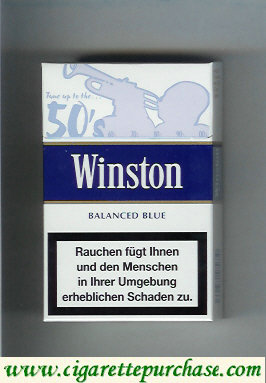 Tune up to the...
50's
Winston
BALANCED BLUE
Rauchen fügt Ihnen
und den Menschen
in Ihrer Umgebung
erheblichen Schaden zu.
www.cigarettepurchase.com